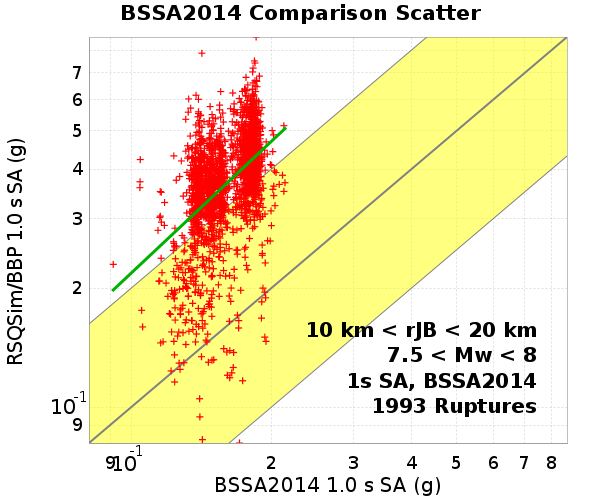 BSSA2014 Comparison Scatter
RSQSim/BBP 1.0 s SA (g)
7
6
5
4
3
2
10-1
9
10 km < rJB < 20 km
7.5 < Mw < 8
1s SA, BSSA2014
1993 Ruptures
9 10-1 2 3 4 5 6 7 8
BSSA2014 1.0 s SA (g)